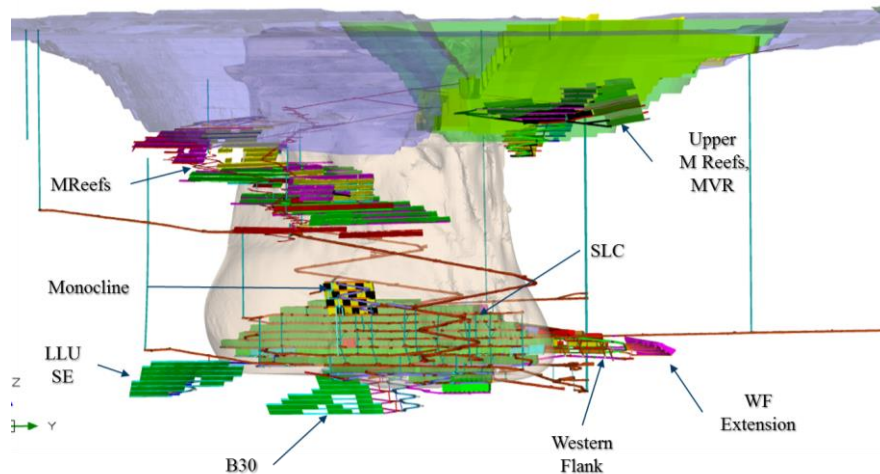 Upper
M Reefs,
MVR
MReefs
SLC
Monocline
LLU
SE
Z
Y
WF
Extension
Western
Flank
B30